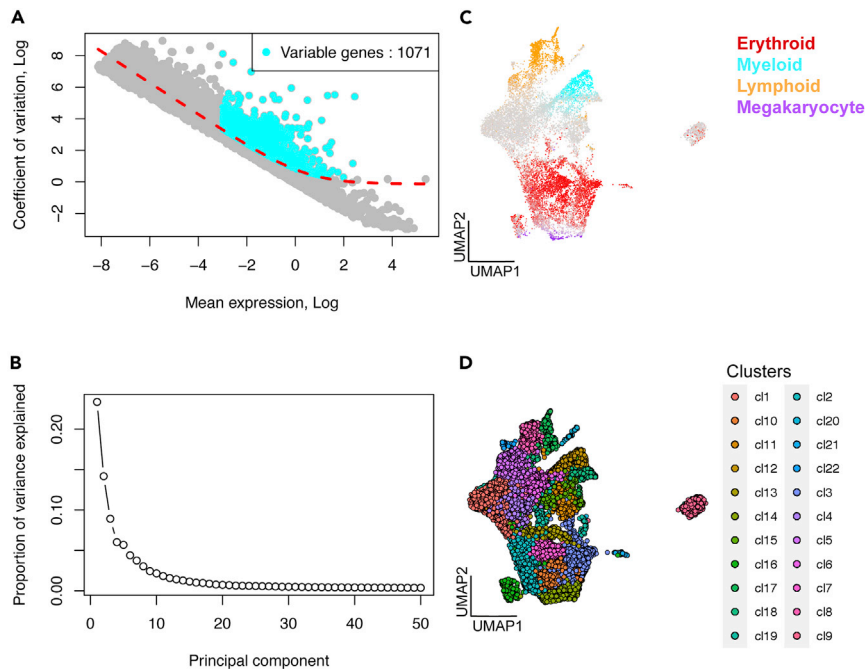 A
Coefficient of variation, Log
8
6
4
2
0
−2
Variable genes : 1071
−8 −6 −4 −2 0 2 4
Mean expression, Log
C
Erythroid
Myeloid
Lymphoid
Megakaryocyte
UMAP2
UMAP1
B
Proportion of variance explained
0.20
0.10
0.00
0 10 20 30 40 50
Principal component
D
UMAP2
UMAP1
Clusters
cl1 cl2
cl10 cl20
cl11 cl21
cl12 cl22
cl13 cl3
cl14 cl4
cl15 cl5
cl16 cl6
cl17 cl7
cl18 cl8
cl19 cl9